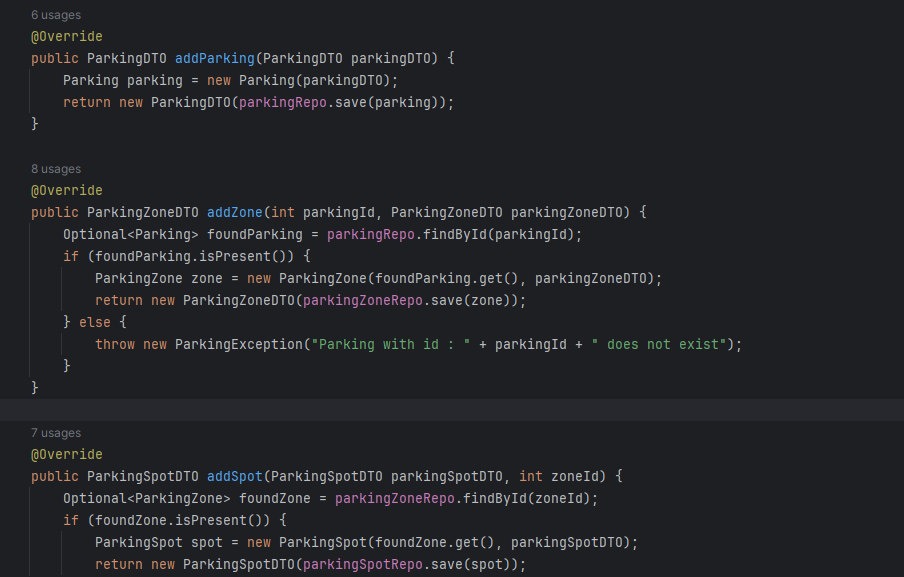 6 usages
@Override
public ParkingDTO addParking(ParkingDTO parkingDTO) {
    Parking parking = new Parking(parkingDTO);
    return new ParkingDTO(parkingRepo.save(parking));
}
8 usages
@Override
public ParkingZoneDTO addZone(int parkingId, ParkingZoneDTO parkingZoneDTO) {
    Optional<Parking> foundParking = parkingRepo.findById(parkingId);
    if (foundParking.isPresent()) {
        ParkingZone zone = new ParkingZone(foundParking.get(), parkingZoneDTO);
        return new ParkingZoneDTO(parkingZoneRepo.save(zone));
    } else {
        throw new ParkingException("Parking with id : " + parkingId + " does not exist");
    }
}
7 usages
@Override
public ParkingSpotDTO addSpot(ParkingSpotDTO parkingSpotDTO, int zoneId) {
    Optional<ParkingZone> foundZone = parkingZoneRepo.findById(zoneId);
    if (foundZone.isPresent()) {
        ParkingSpot spot = new ParkingSpot(foundZone.get(), parkingSpotDTO);
        return new ParkingSpotDTO(parkingSpotRepo.save(spot));